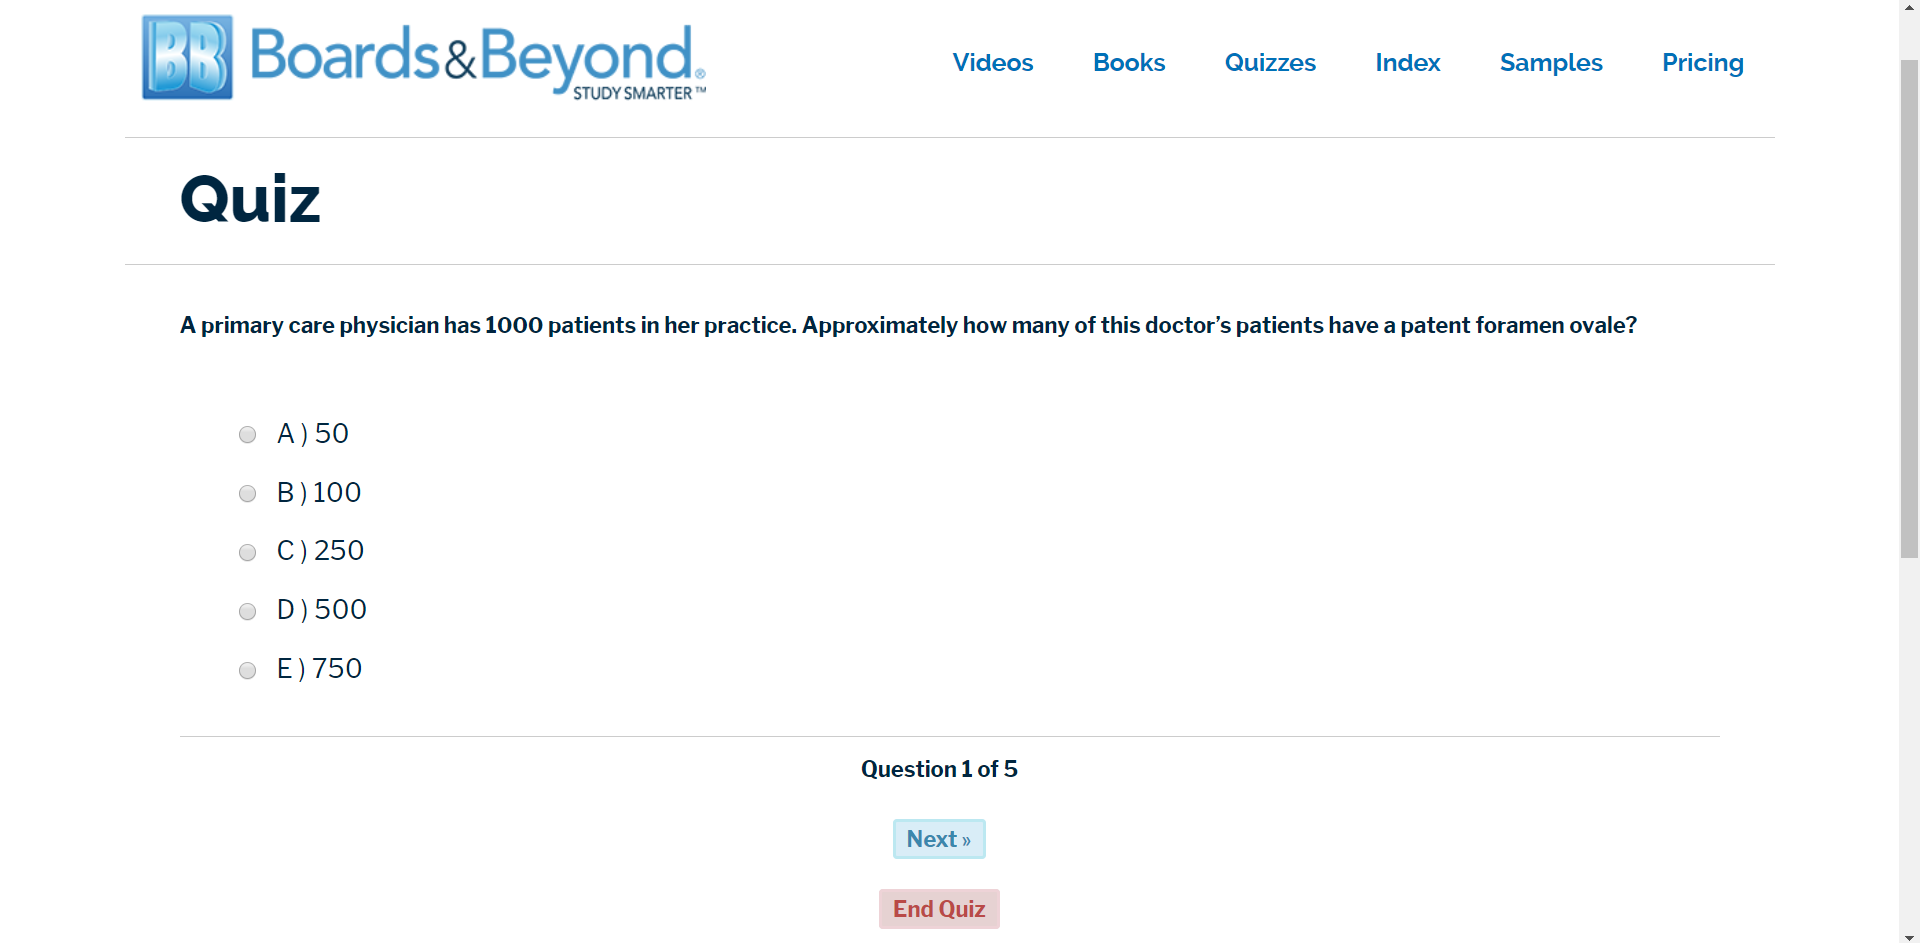 BB Boards&Beyond®
STUDY SMARTER™
Videos Books Quizzes Index Samples Pricing
Quiz
A primary care physician has 1000 patients in her practice. Approximately how many of this doctor’s patients have a patent foramen ovale?
A ) 50
B ) 100
C ) 250
D ) 500
E ) 750
Question 1 of 5
Next »
End Quiz